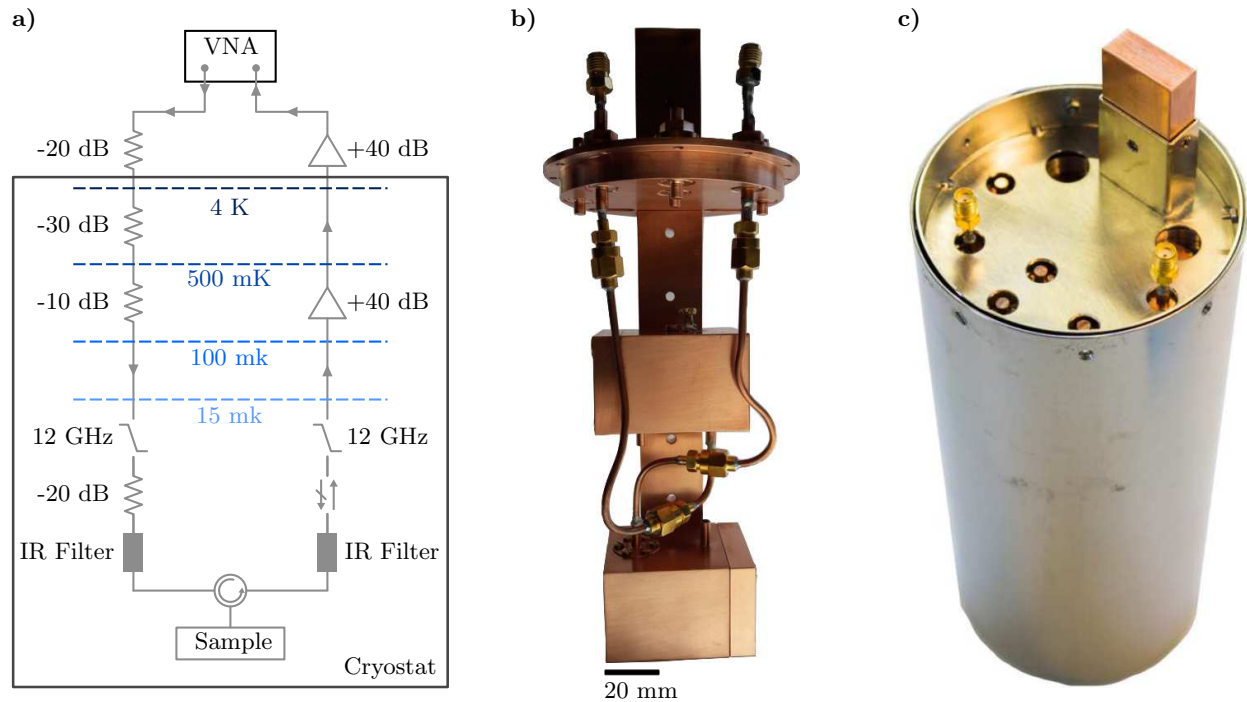 a)
VNA
-20 dB
+40 dB
4 K
-30 dB
500 mK
-10 dB
+40 dB
100 mk
15 mk
12 GHz
12 GHz
-20 dB
IR Filter
IR Filter
Sample
Cryostat
b)
20 mm
c)